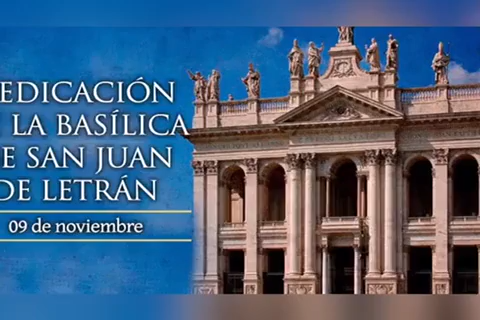 EDICACIÓN
LA BASÍLICA
E SAN JUAN
DE LETRÁN
09 de noviembre